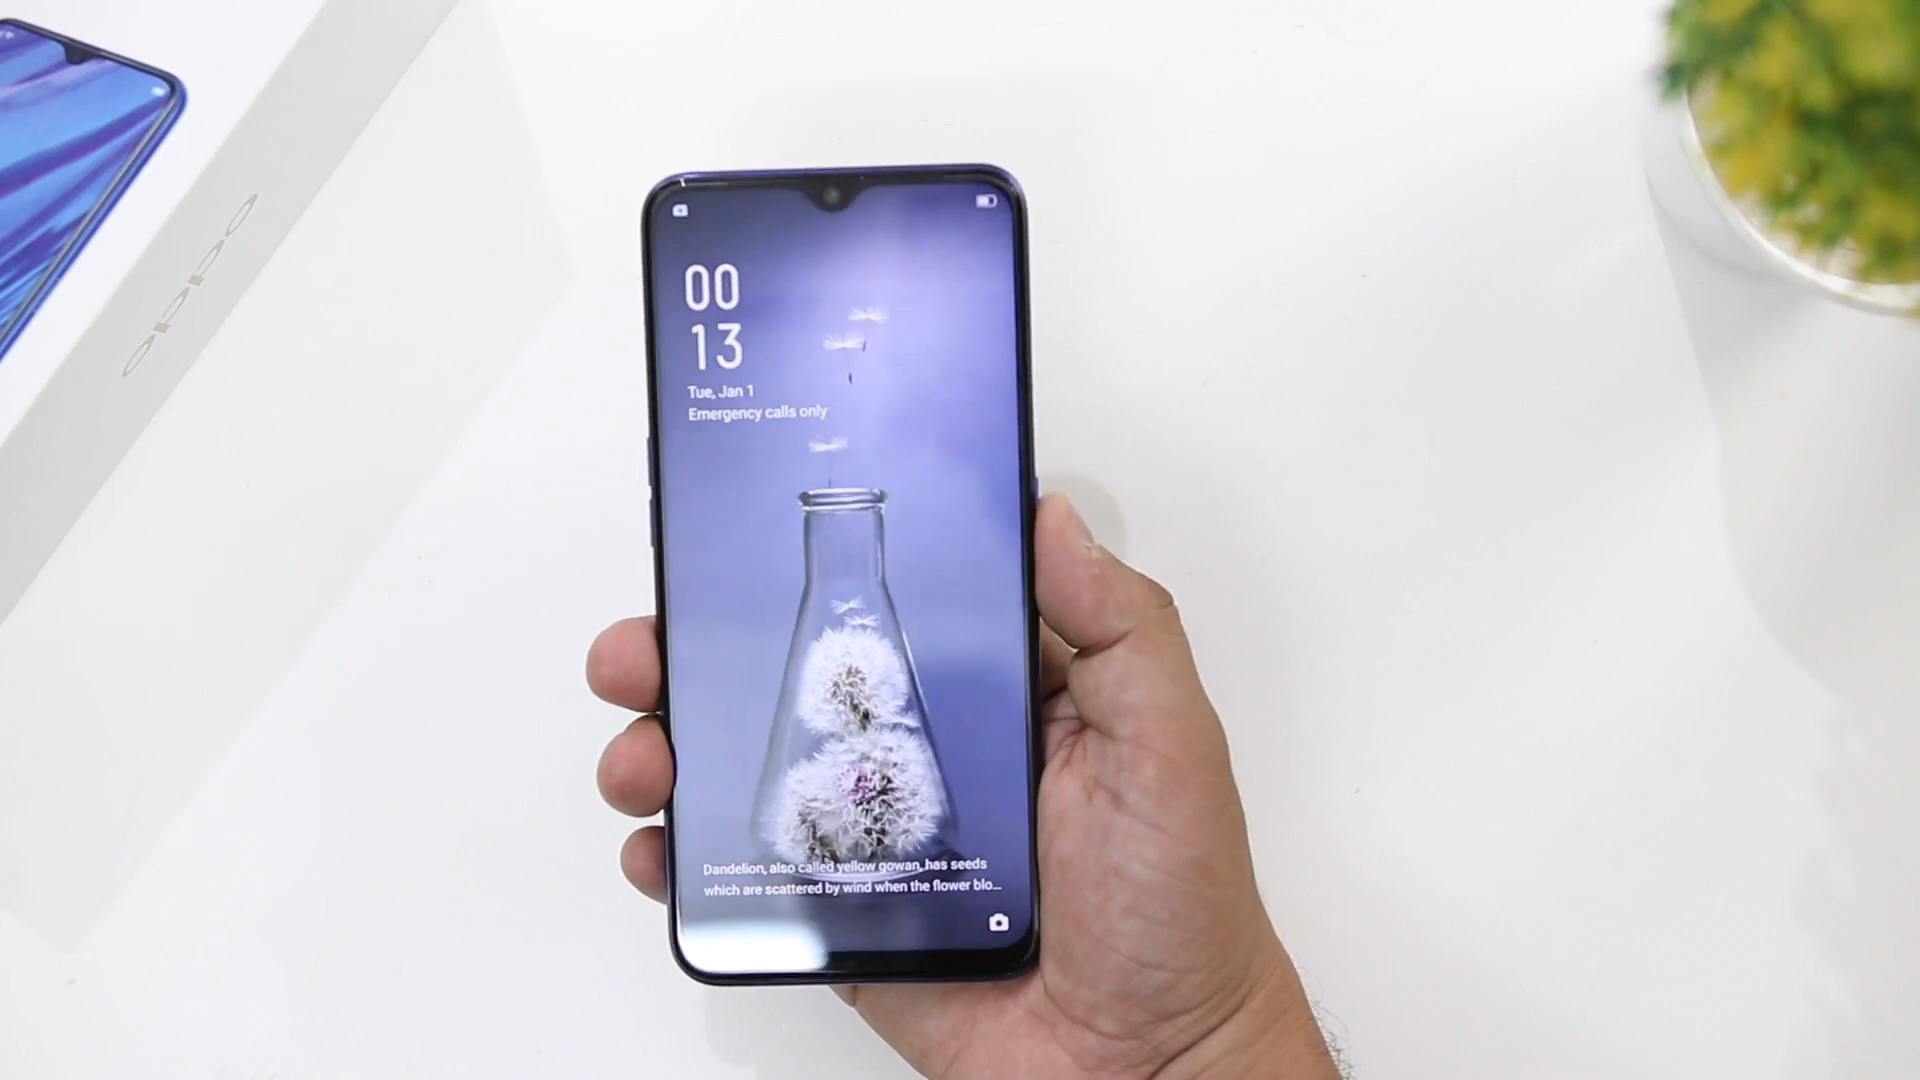 oppo
00
13
Tue, Jan 1
Emergency calls only
Dandelion, also called yellow gowan, has seeds
which are scattered by wind when the flower blo...